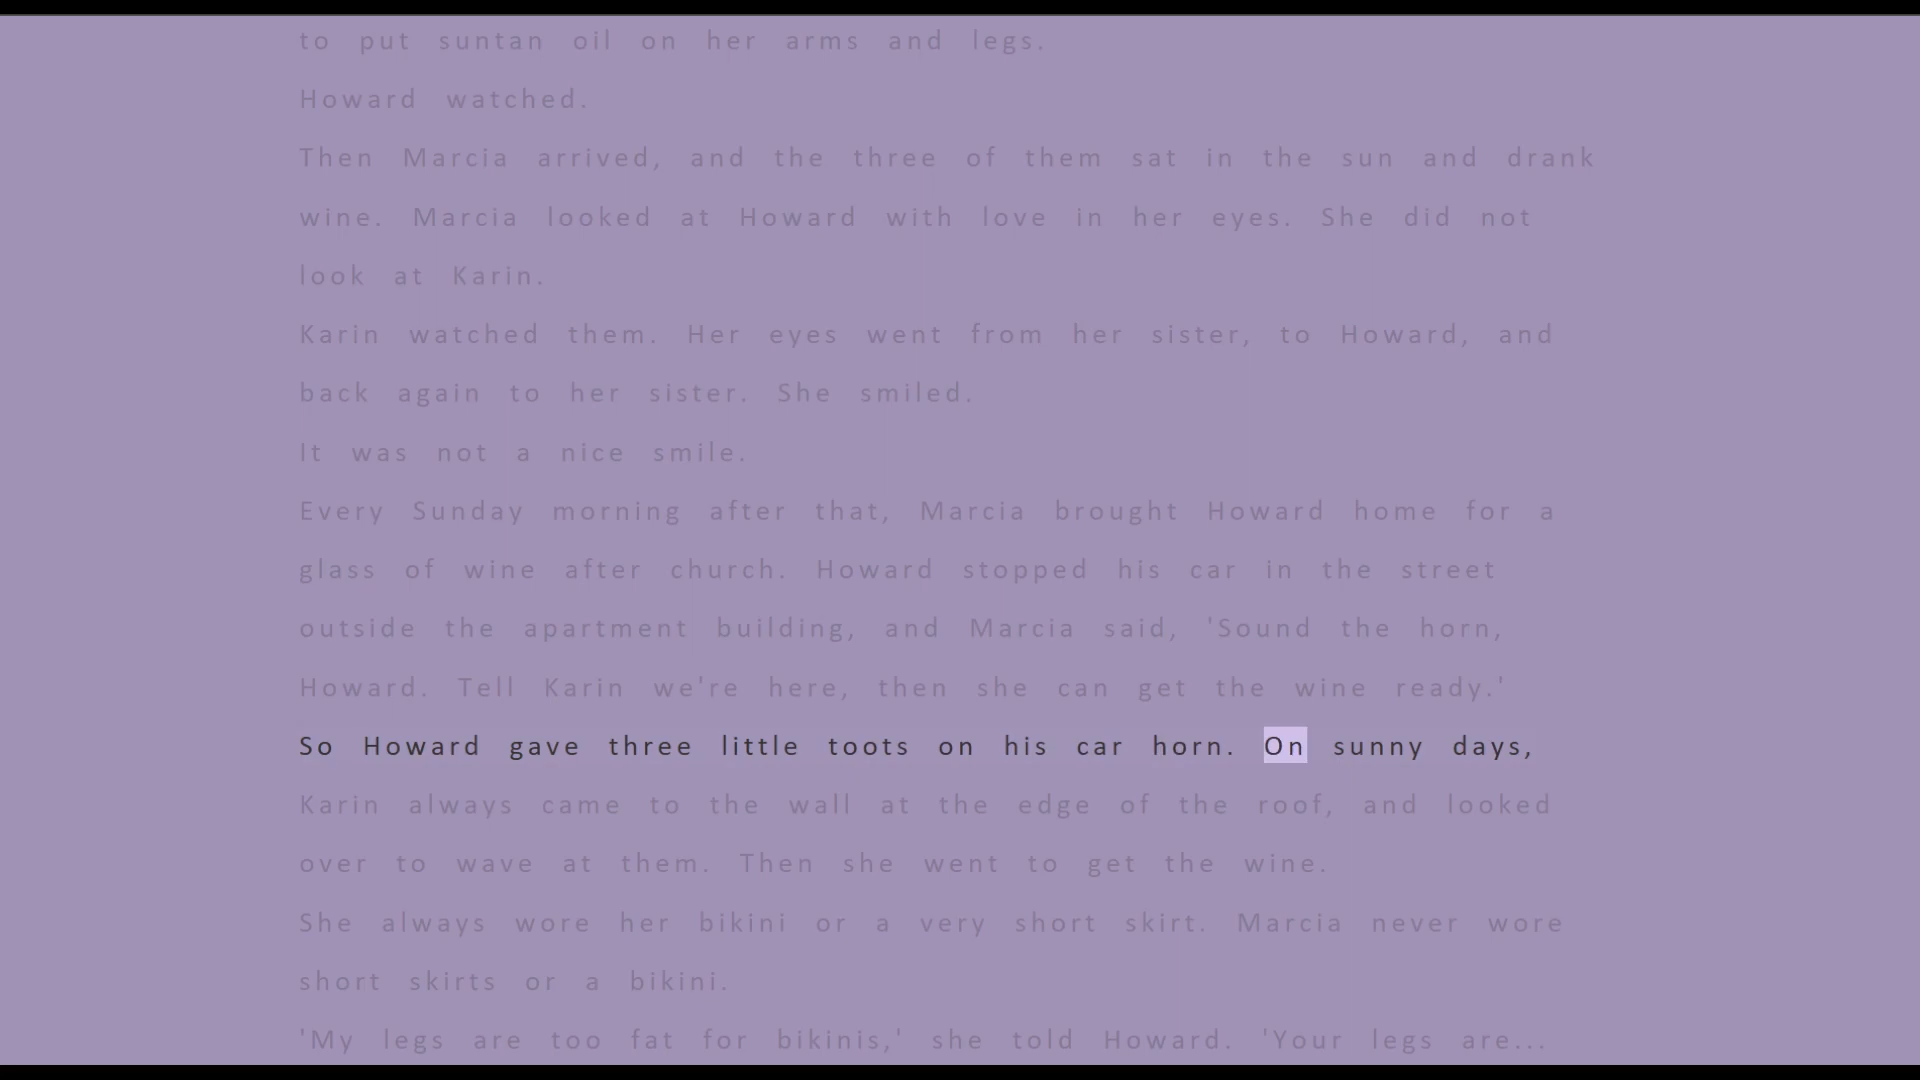 to put suntan oil on her arms and legs.
Howard watched.
Then Marcia arrived, and the three of them sat in the sun and drank
wine. Marcia looked at Howard with love in her eyes. She did not
look at Karin.
Karin watched them. Her eyes went from her sister, to Howard, and
back again to her sister. She smiled.
It was not a nice smile.
Every Sunday morning after that, Marcia brought Howard home for a
glass of wine after church. Howard stopped his car in the street
outside the apartment building, and Marcia said, 'Sound the horn,
Howard. Tell Karin we're here, then she can get the wine ready.'
So Howard gave three little toots on his car horn. On sunny days,
Karin always came to the wall at the edge of the roof, and looked
over to wave at them. Then she went to get the wine.
She always wore her bikini or a very short skirt. Marcia never wore
short skirts or a bikini.
'My legs are too fat for bikinis,' she told Howard. 'Your legs are...